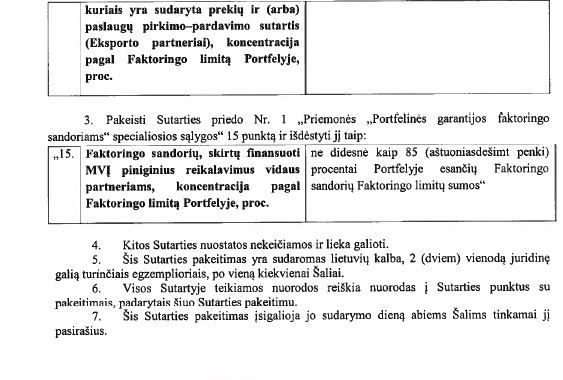 kuriais yra sudaryta prekių ir (arba)
paslaugų pirkimo–pardavimo sutartis
(Eksporto partneriai), koncentracija
pagal Faktoringo limitą Portfelyje,
proc.
3. Pakeisti Sutarties priedo Nr. 1 „Priemonės „Portfelinės garantijos faktoringo
sandoriams“ specialiosios sąlygos“ 15 punktą ir išdėstyti jį taip:
„15. Faktoringo sandorių, skirtų finansuoti
MVĮ piniginius reikalavimus vidaus
partneriams, koncentracija pagal
Faktoringo limitą Portfelyje, proc.
ne didesnė kaip 85 (aštuoniasdešimt penki)
procentai Portfelyje esančių Faktoringo
sandorių Faktoringo limitų sumos“
4. Kitos Sutarties nuostatos nekeičiamos ir lieka galioti.
5. Šis Sutarties pakeitimas yra sudaromas lietuvių kalba, 2 (dviem) vienodą juridinę
galią turinčiais egzemplioriais, po vieną kiekvienai Šaliai.
6. Visos Sutartyje teikiamos nuorodos reiškia nuorodas į Sutarties punktus su
pakeitimais, padarytais šiuo Sutarties pakeitimu.
7. Šis Sutarties pakeitimas įsigalioja jo sudarymo dieną abiems Šalims tinkamai jį
pasirašius.